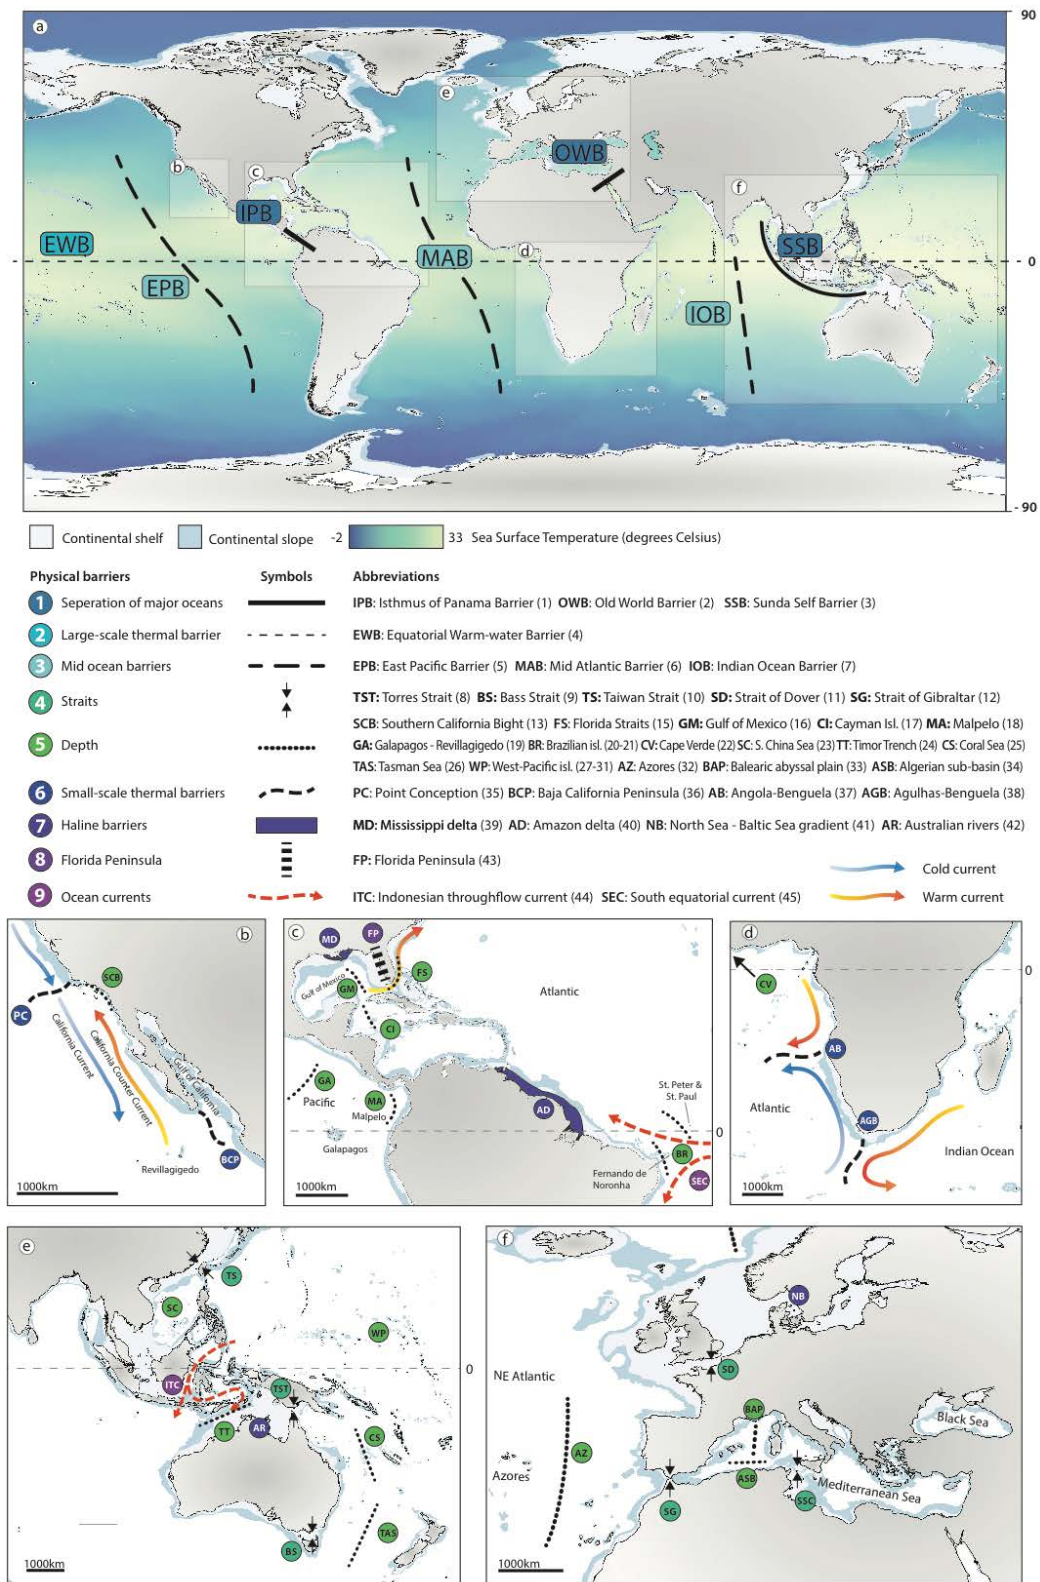 a
90
e
b
c
OWB
f
IPB
EWB
SSB
MAB
d
0
EPB
IOB
- 90
Continental shelf Continental slope -2 33 Sea Surface Temperature (degrees Celsius)
Physical barriers Symbols Abbreviations
1 Seperation of major oceans IPB: Isthmus of Panama Barrier (1) OWB: Old World Barrier (2) SSB: Sunda Self Barrier (3)
2 Large-scale thermal barrier EWB: Equatorial Warm-water Barrier (4)
3 Mid ocean barriers EPB: East Pacific Barrier (5) MAB: Mid Atlantic Barrier (6) IOB: Indian Ocean Barrier (7)
4 Straits TST: Torres Strait (8) BS: Bass Strait (9) TS: Taiwan Strait (10) SD: Strait of Dover (11) SG: Strait of Gibraltar (12)
SCB: Southern California Bight (13) FS: Florida Straits (15) GM: Gulf of Mexico (16) CI: Cayman Isl. (17) MA: Malpelo (18)
5 Depth GA: Galapagos - Revillagigedo (19) BR: Brazilian isl. (20-21) CV: Cape Verde (22) SC: S. China Sea (23) TT: Timor Trench (24) CS: Coral Sea (25)
TAS: Tasman Sea (26) WP: West-Pacific isl. (27-31) AZ: Azores (32) BAP: Balearic abyssal plain (33) ASB: Algerian sub-basin (34)
6 Small-scale thermal barriers PC: Point Conception (35) BCP: Baja California Peninsula (36) AB: Angola-Benguela (37) AGB: Agulhas-Benguela (38)
7 Haline barriers MD: Mississippi delta (39) AD: Amazon delta (40) NB: North Sea - Baltic Sea gradient (41) AR: Australian rivers (42)
8 Florida Peninsula FP: Florida Peninsula (43)
Cold current
9 Ocean currents ITC: Indonesian throughflow current (44) SEC: South equatorial current (45)
Warm current
b
SCB
PC
California Current
California Counter Current
Gulf of California
BCP
Revillagigedo
1000km
c
MD
FP
FS
Gulf of Mexico
GM
Atlantic
CI
GA
Pacific
MA
Malpelo
AD
St. Peter &
St. Paul
0
Galapagos
BR
Fernando de
Noronha
SEC
1000km
d
0
CV
AB
Atlantic
AGB
Indian Ocean
1000km
e
TS
SC
WP
0
ITC
TST
TT
AR
CS
TAS
BS
1000km
f
NB
SD
NE Atlantic
BAP
Black Sea
AZ
Azores
ASB
Mediterranean Sea
SSC
SG
1000km